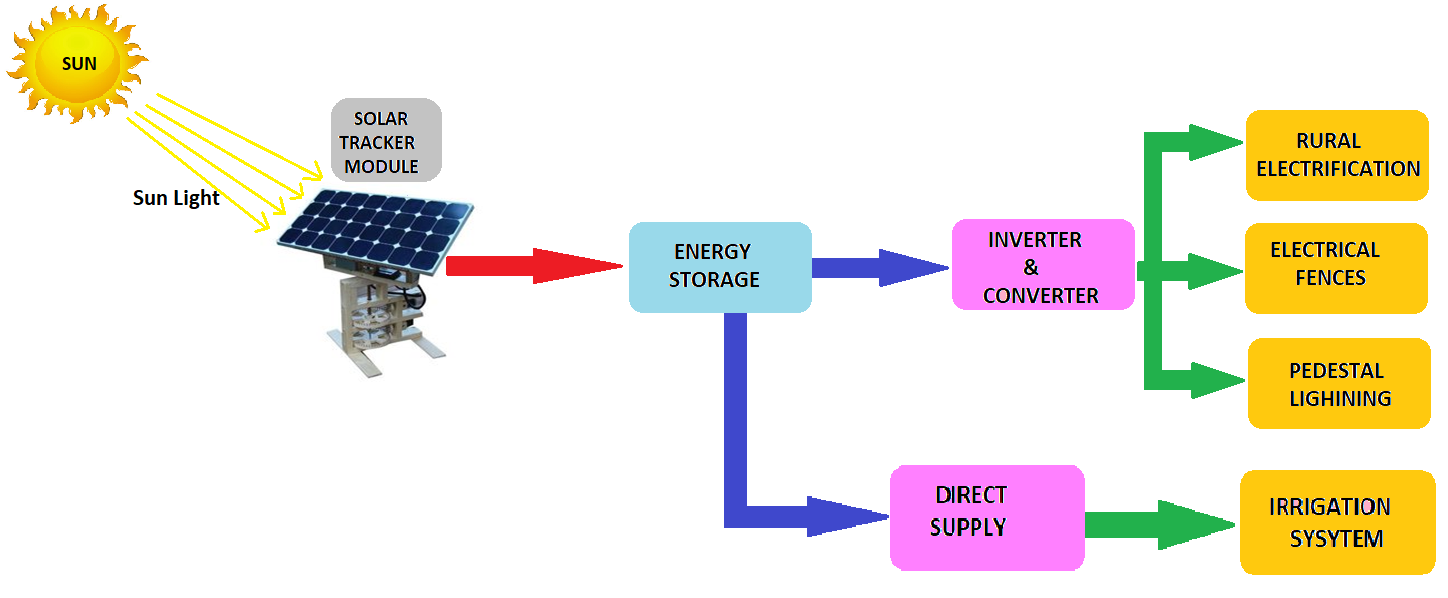 SUN
SOLAR
TRACKER
MODULE
Sun Light
ENERGY
STORAGE
INVERTER
&
CONVERTER
RURAL
ELECTRIFICATION
ELECTRICAL
FENCES
PEDESTAL
LIGHINING
DIRECT
SUPPLY
IRRIGATION
SYSYTEM